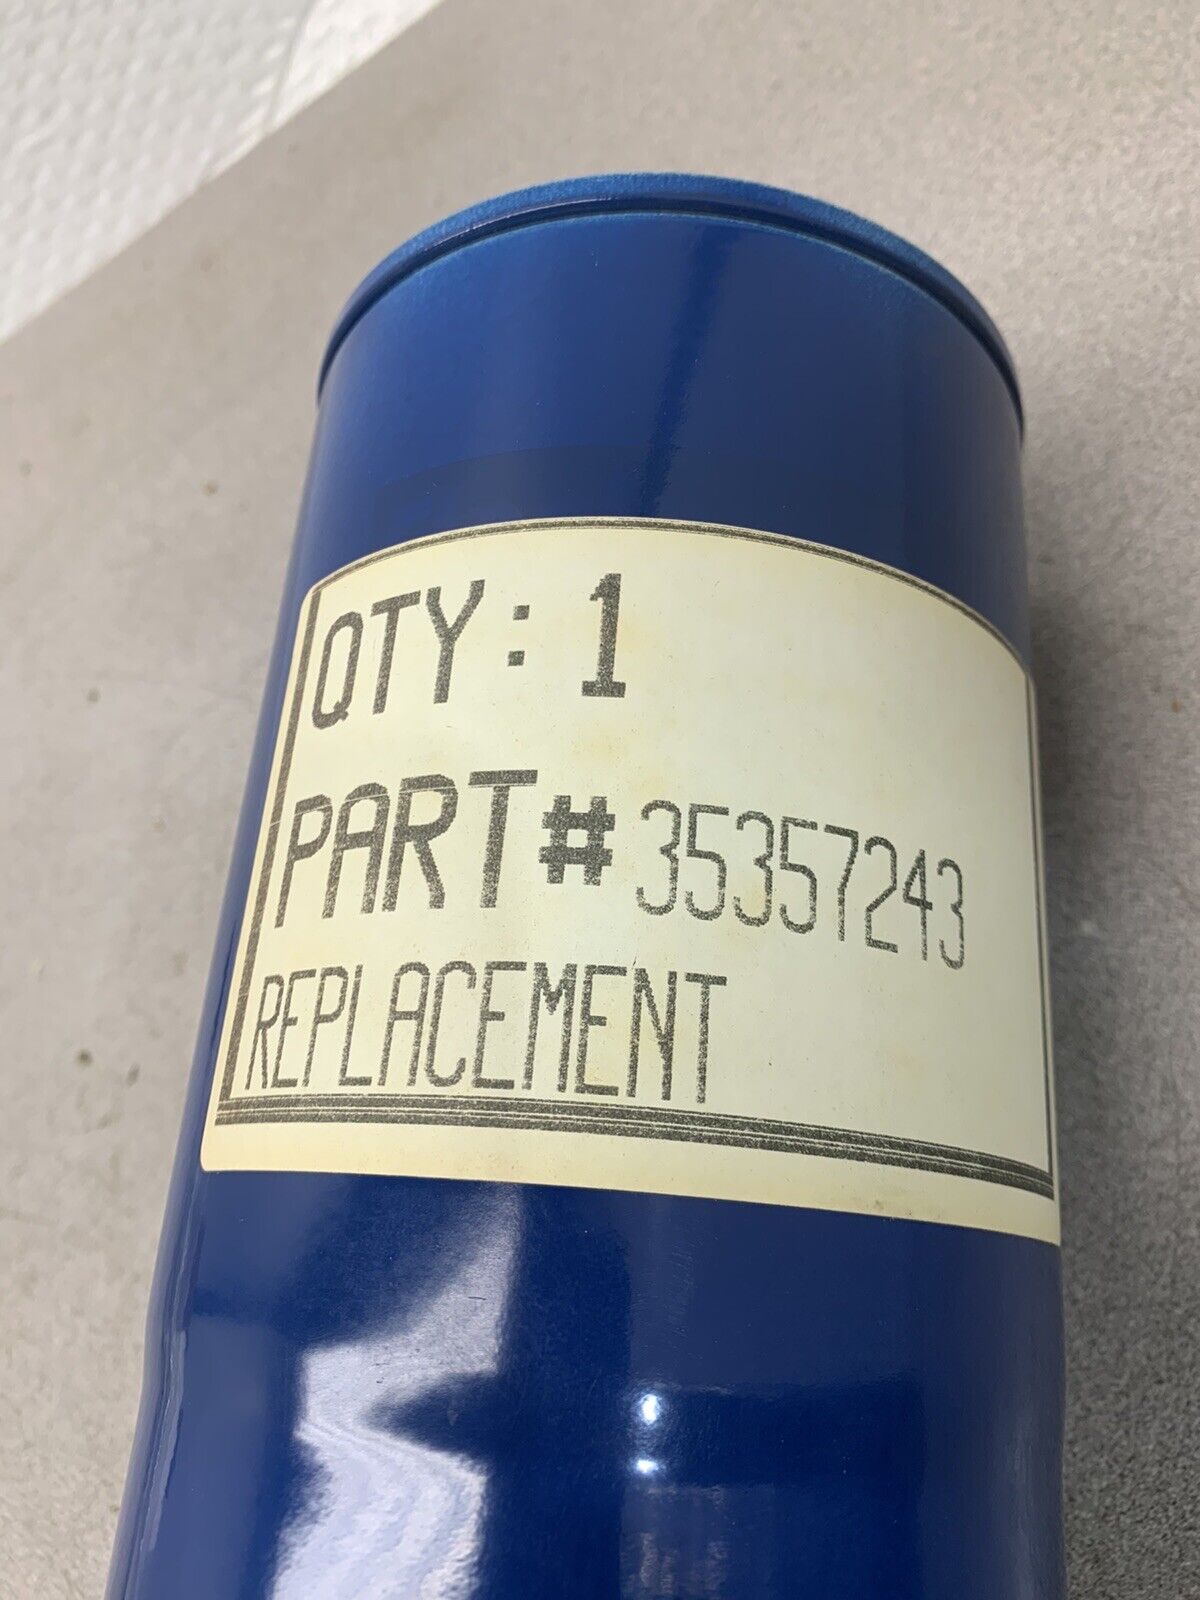 QTY: 1
PART# 35357243
REPLACEMENT